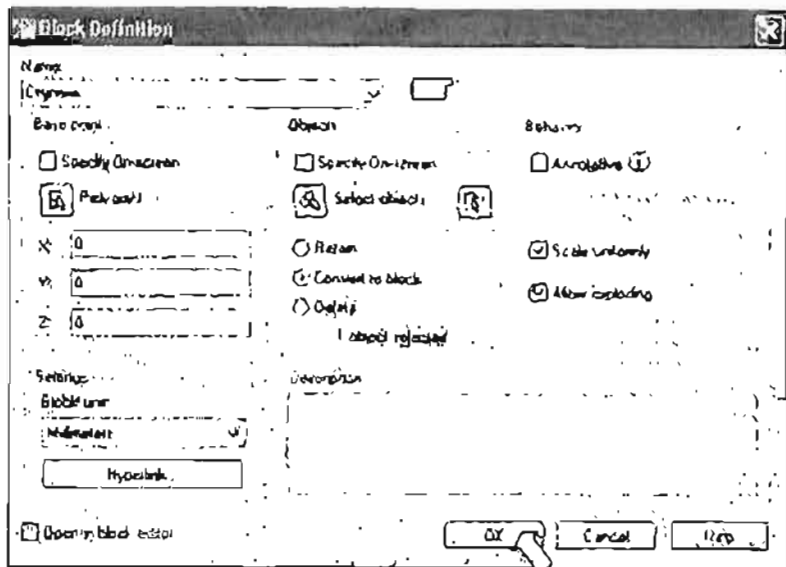 Block Definition
Name:
Base point
Specify On-screen
Pick point
X: 0
Y: 0
Z: 0
Objects
Specify On-screen
Select objects
Retain
Convert to block
Delete
1 object selected
Behavior
Annotative
Scale uniformly
Allow exploding
Settings
Block unit:
Millimeters
Hyperlink...
Description
Open in block editor
OK
Cancel
Help